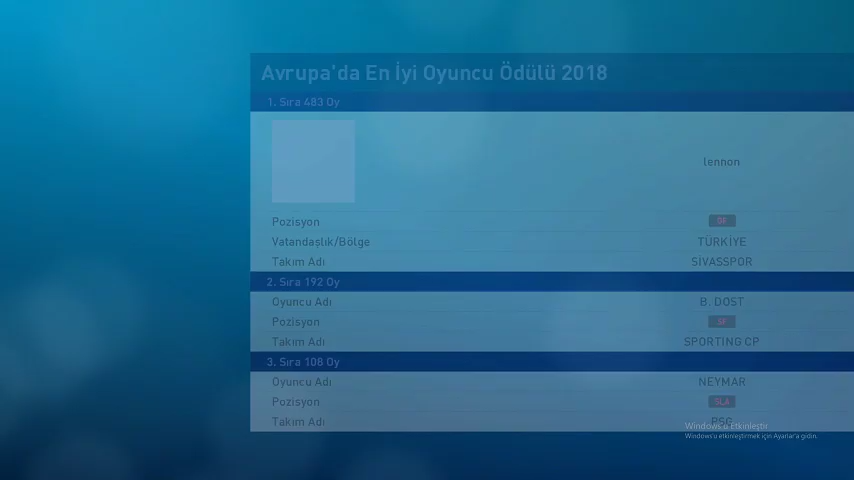 Avrupa'da En İyi Oyuncu Ödülü 2018
1. Sıra 483 Oy
lennon
Pozisyon OF
Vatandaşlık/Bölge TÜRKİYE
Takım Adı SİVASSPOR
2. Sıra 192 Oy
Oyuncu Adı B. DOST
Pozisyon SF
Takım Adı SPORTING CP
3. Sıra 108 Oy
Oyuncu Adı NEYMAR
Pozisyon SLA
Takım Adı PSG
Windows'u Etkinleştir
Windows'u etkinleştirmek için Ayarlar'a gidin.